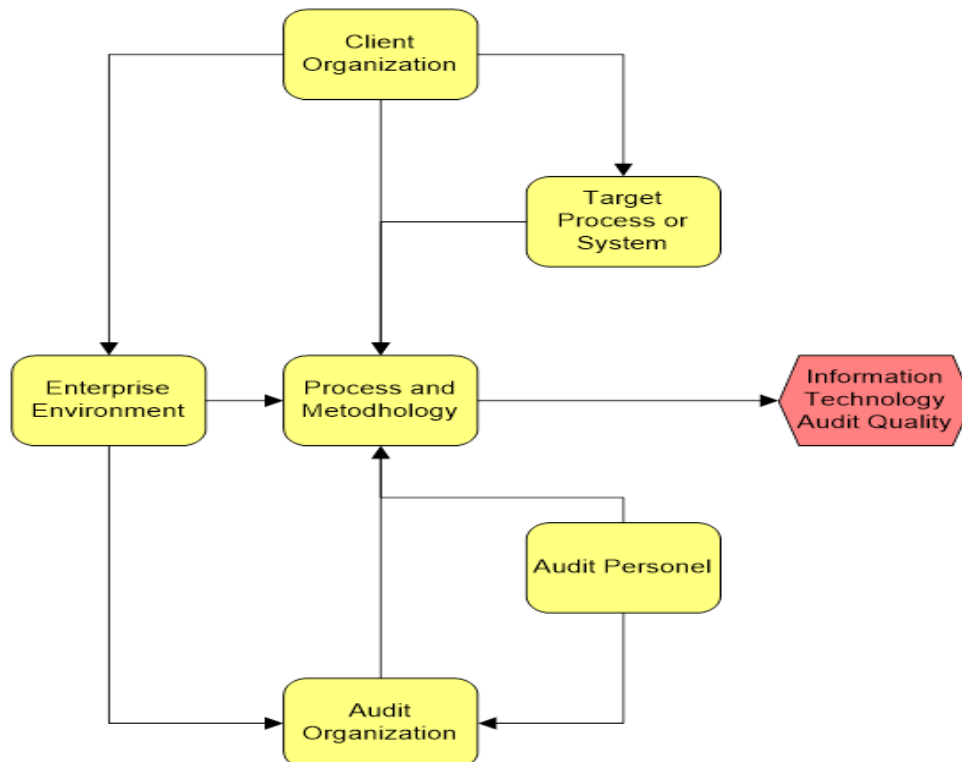 Client
Organization
Target
Process or
System
Enterprise
Environment
Process and
Metodhology
Information
Technology
Audit Quality
Audit Personel
Audit
Organization